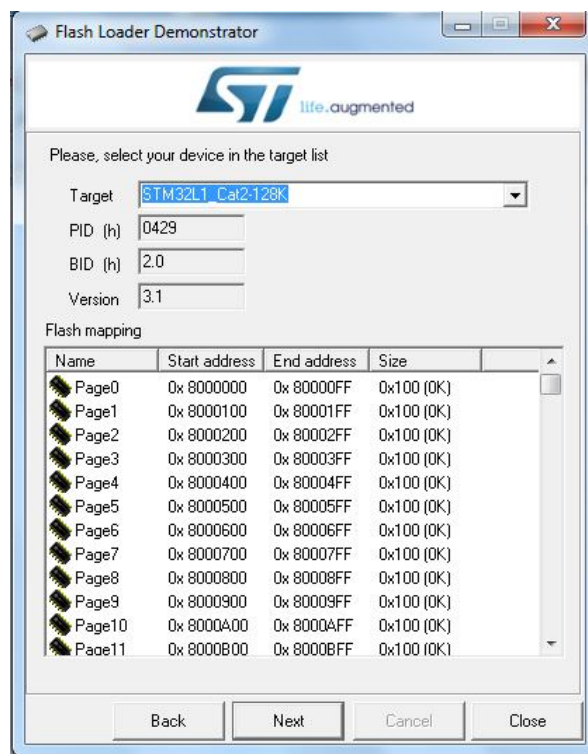 Flash Loader Demonstrator
life.augmented
Please, select your device in the target list
Target STM32L1_Cat2-128K
PID (h) 0429
BID (h) 2.0
Version 3.1
Flash mapping
Name Start address End address Size
Page0 0x 8000000 0x 80000FF 0x100 (0K)
Page1 0x 8000100 0x 80001FF 0x100 (0K)
Page2 0x 8000200 0x 80002FF 0x100 (0K)
Page3 0x 8000300 0x 80003FF 0x100 (0K)
Page4 0x 8000400 0x 80004FF 0x100 (0K)
Page5 0x 8000500 0x 80005FF 0x100 (0K)
Page6 0x 8000600 0x 80006FF 0x100 (0K)
Page7 0x 8000700 0x 80007FF 0x100 (0K)
Page8 0x 8000800 0x 80008FF 0x100 (0K)
Page9 0x 8000900 0x 80009FF 0x100 (0K)
Page10 0x 8000A00 0x 8000AFF 0x100 (0K)
Page11 0x 8000B00 0x 8000BFF 0x100 (0K)
Back Next Cancel Close